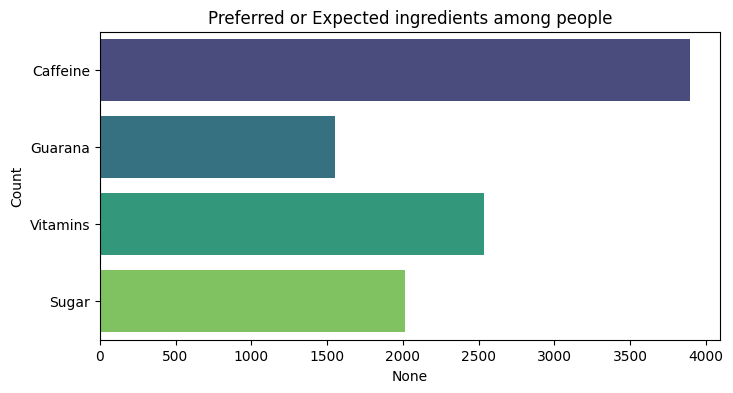 Preferred or Expected ingredients among people
Count
Caffeine
Guarana
Vitamins
Sugar
0 500 1000 1500 2000 2500 3000 3500 4000
None